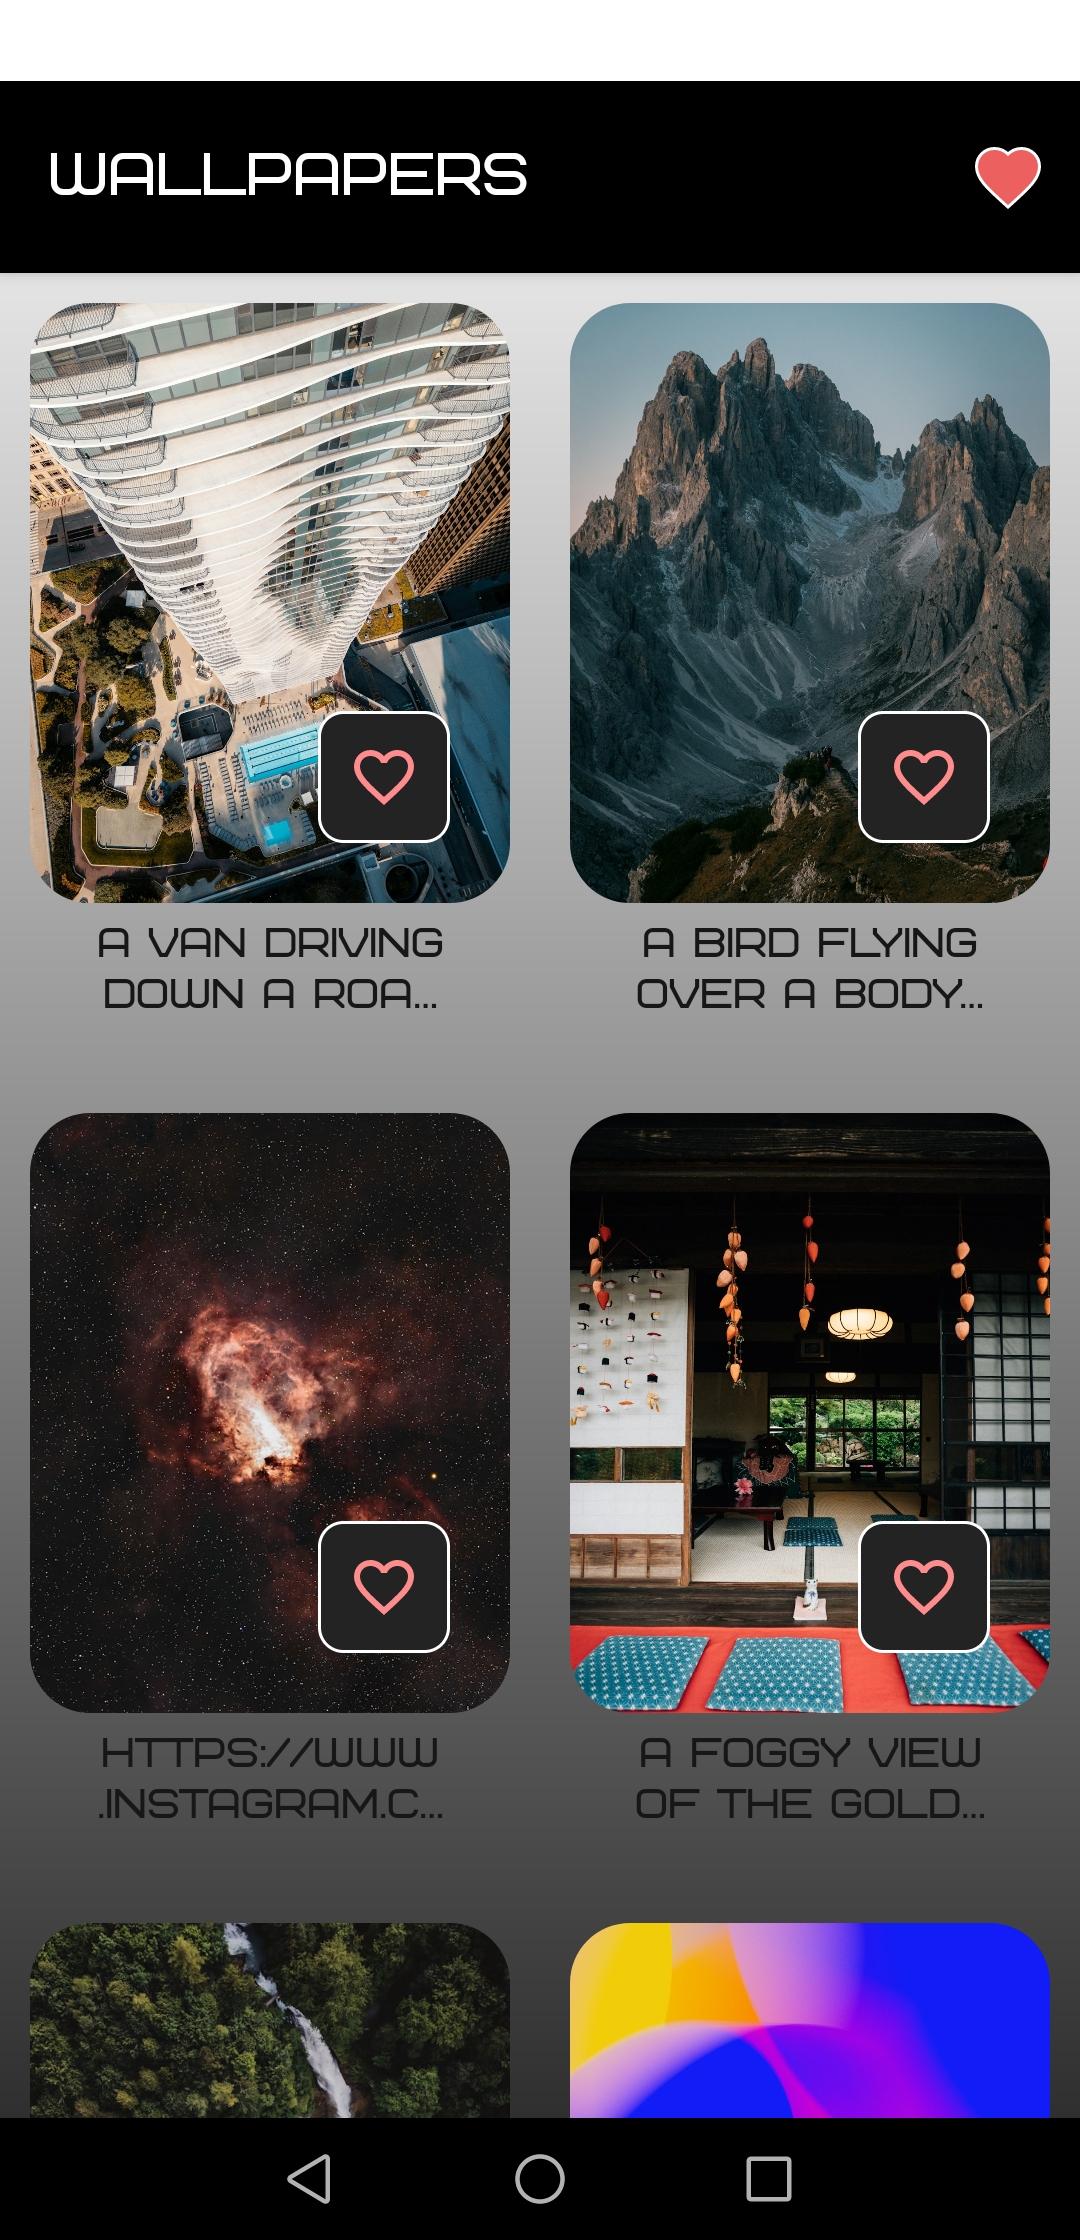 WALLPAPERS
A VAN DRIVING
DOWN A ROA...
A BIRD FLYING
OVER A BODY...
HTTPS://WWW
.INSTAGRAM.C...
A FOGGY VIEW
OF THE GOLD...